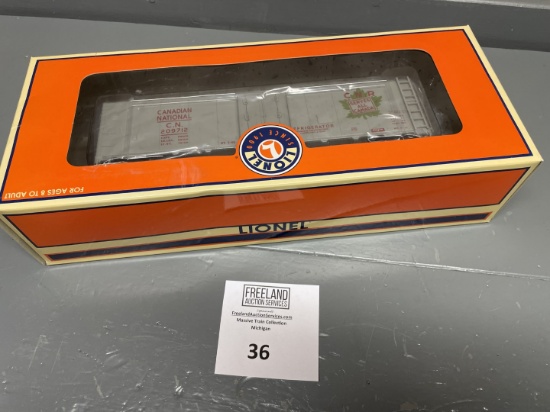 CANADIAN
NATIONAL
C.N.
SINCE 1900
LIONEL
FOR AGES 8 TO ADULT
LIONEL
FREELAND
AUCTION SERVICES
FreelandAuctionServices.com
Massive Train Collection
Michigan
36